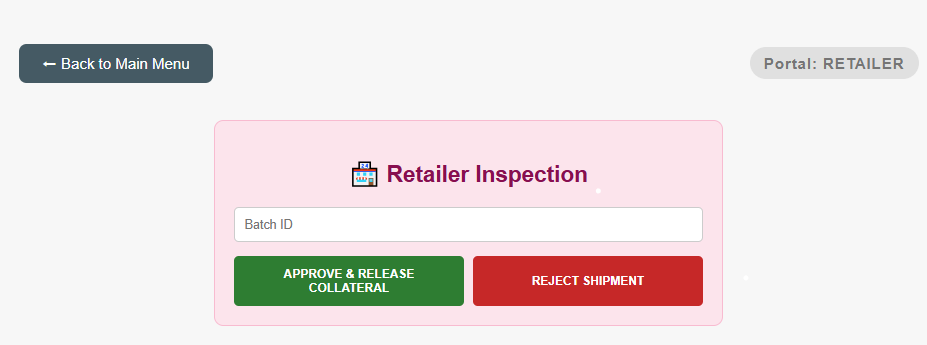 ← Back to Main Menu
Portal: RETAILER
🏪 Retailer Inspection
Batch ID
APPROVE & RELEASE
COLLATERAL
REJECT SHIPMENT